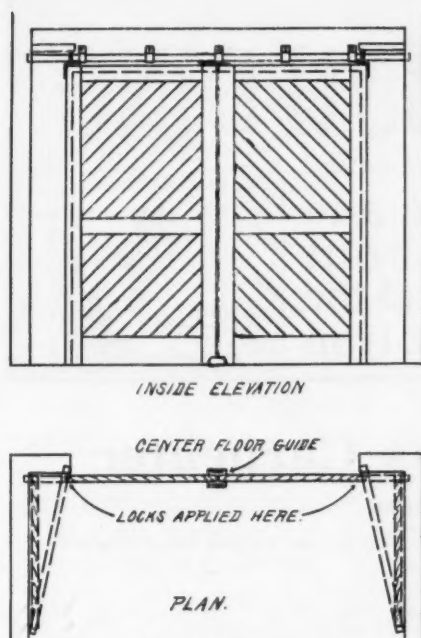 INSIDE ELEVATION
CENTER FLOOR GUIDE
LOCKS APPLIED HERE.
PLAN.